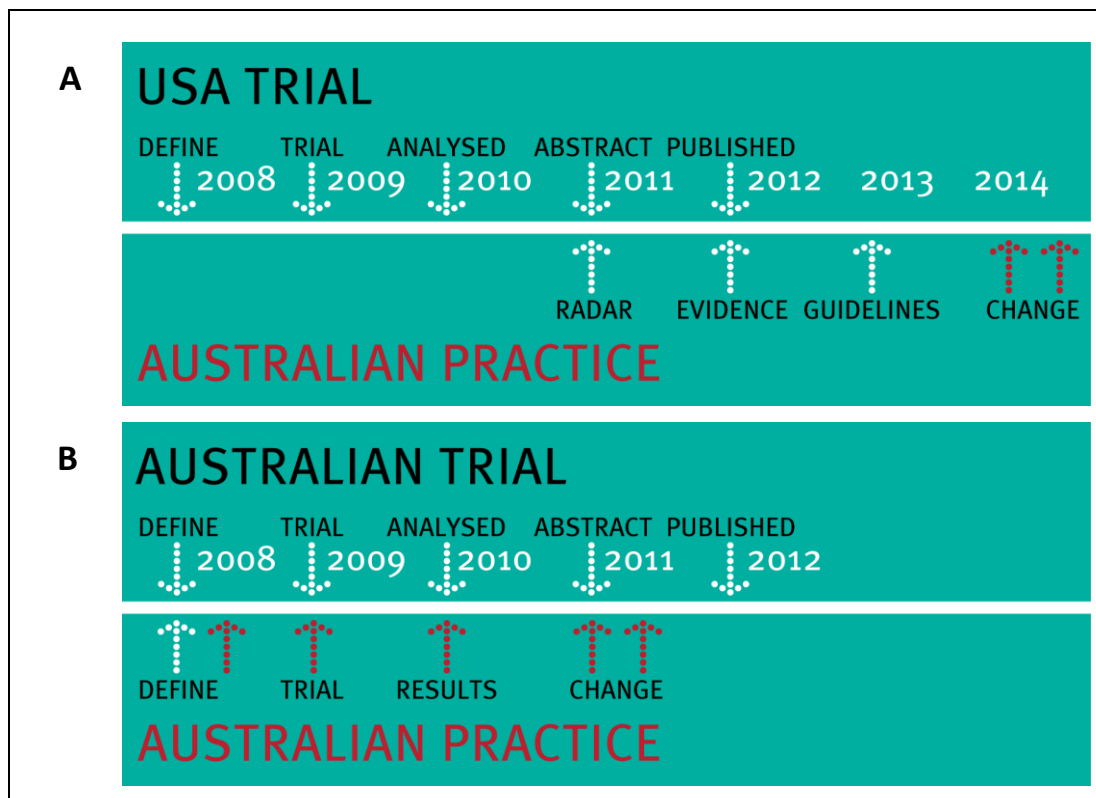 A
USA TRIAL
DEFINE TRIAL ANALYSED ABSTRACT PUBLISHED
2008 2009 2010 2011 2012 2013 2014
RADAR EVIDENCE GUIDELINES CHANGE
AUSTRALIAN PRACTICE
B
AUSTRALIAN TRIAL
DEFINE TRIAL ANALYSED ABSTRACT PUBLISHED
2008 2009 2010 2011 2012
DEFINE TRIAL RESULTS CHANGE
AUSTRALIAN PRACTICE